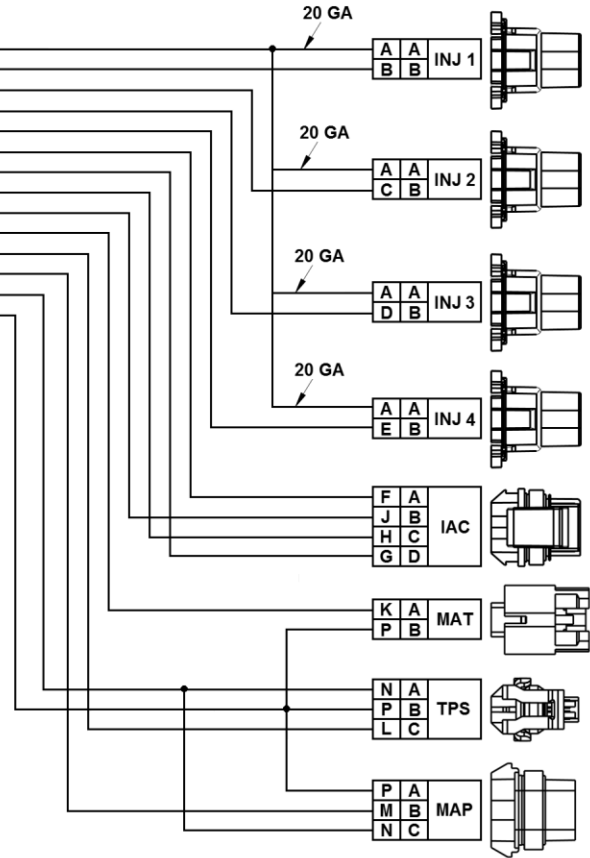 20 GA
A A INJ 1
B B
20 GA
A A INJ 2
C B
20 GA
A A INJ 3
D B
20 GA
A A INJ 4
E B
F A
J B
H C
G D
IAC
K A
P B
MAT
N A
P B
L C
TPS
P A
M B
N C
MAP